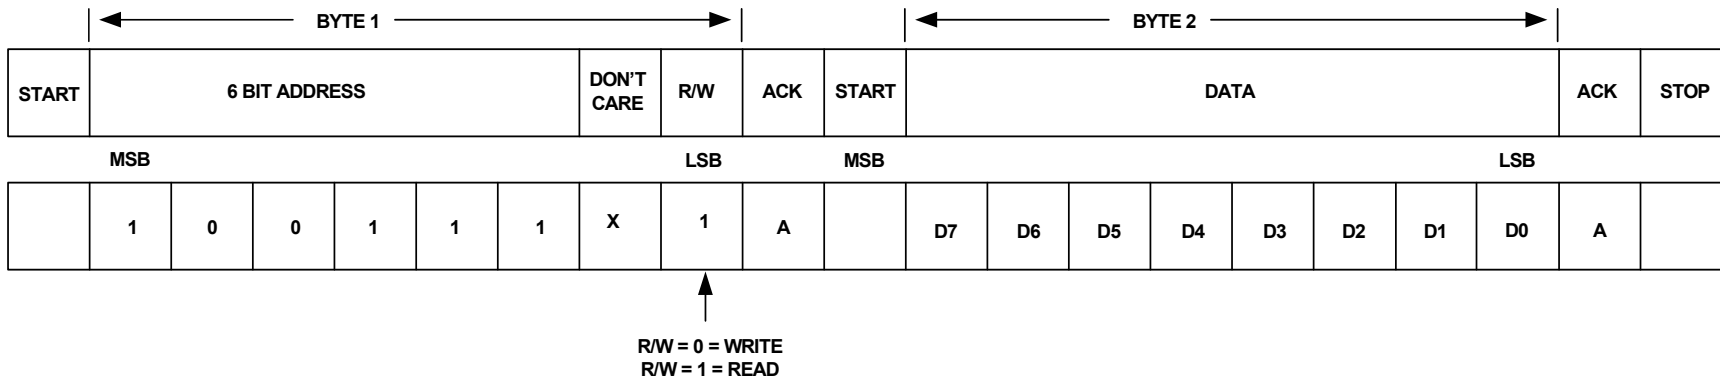 BYTE 1 BYTE 2
START 6 BIT ADDRESS DON'T CARE R/W ACK START DATA ACK STOP
MSB LSB MSB LSB
1 0 0 1 1 1 X 1 A D7 D6 D5 D4 D3 D2 D1 D0 A
R/W = 0 = WRITE
R/W = 1 = READ